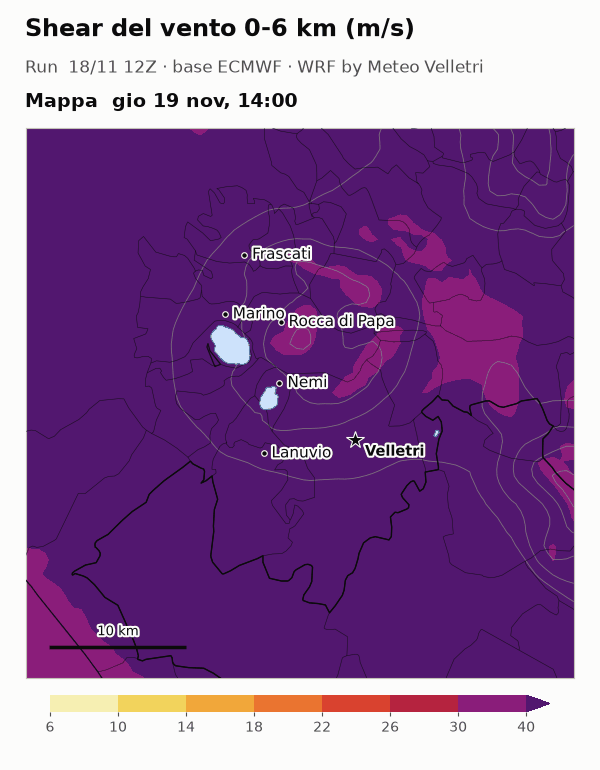 Shear del vento 0-6 km (m/s)
Run  18/11 12Z · base ECMWF · WRF by Meteo Velletri
Mappa  gio 19 nov, 14:00
Frascati
Marino
Rocca di Papa
Nemi
Lanuvio
Velletri
10 km
6 10 14 18 22 26 30 40